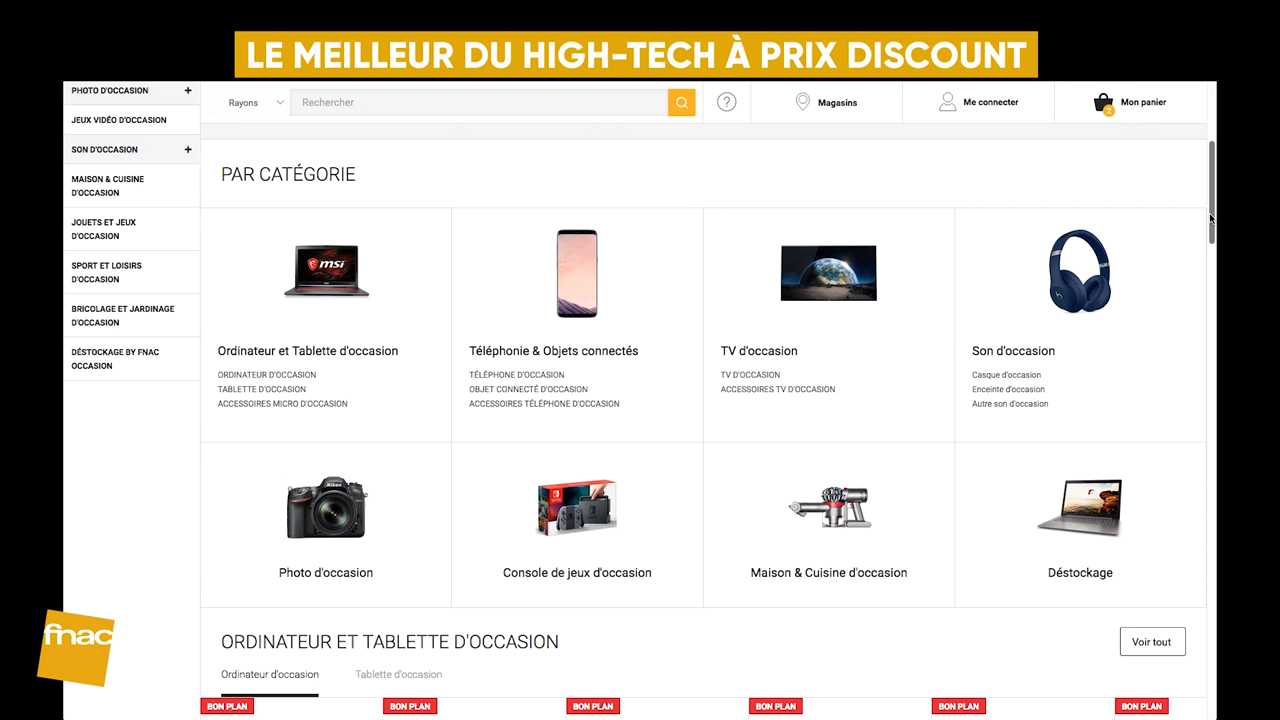 LE MEILLEUR DU HIGH-TECH À PRIX DISCOUNT
PHOTO D'OCCASION +
JEUX VIDÉO D'OCCASION
SON D'OCCASION +
MAISON & CUISINE
D'OCCASION
JOUETS ET JEUX
D'OCCASION
SPORT ET LOISIRS
D'OCCASION
BRICOLAGE ET JARDINAGE
D'OCCASION
DÉSTOCKAGE BY FNAC
OCCASION
Rayons
Rechercher
?
Magasins
Me connecter
2
Mon panier
PAR CATÉGORIE
msi
Ordinateur et Tablette d'occasion
ORDINATEUR D'OCCASION
TABLETTE D'OCCASION
ACCESSOIRES MICRO D'OCCASION
Téléphonie & Objets connectés
TÉLÉPHONE D'OCCASION
OBJET CONNECTÉ D'OCCASION
ACCESSOIRES TÉLÉPHONE D'OCCASION
TV d'occasion
TV D'OCCASION
ACCESSOIRES TV D'OCCASION
Son d'occasion
Casque d'occasion
Enceinte d'occasion
Autre son d'occasion
Nikon
Photo d'occasion
Console de jeux d'occasion
Maison & Cuisine d'occasion
Déstockage
fnac
ORDINATEUR ET TABLETTE D'OCCASION
Voir tout
Ordinateur d'occasion
Tablette d'occasion
BON PLAN
BON PLAN
BON PLAN
BON PLAN
BON PLAN
BON PLAN